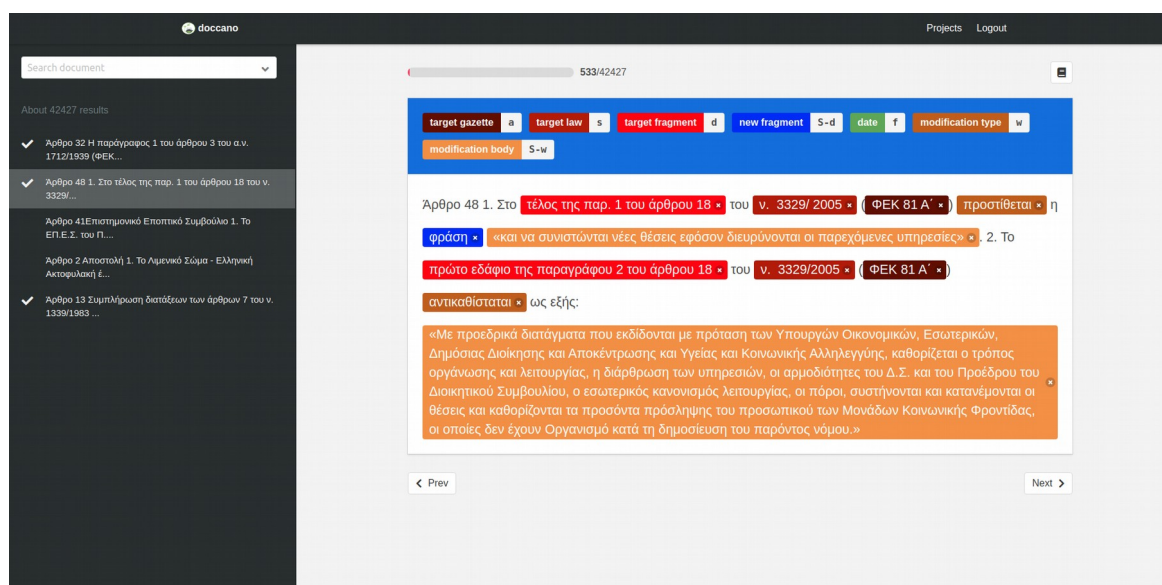 doccano
Projects Logout
Search document
533/42427
About 42427 results
target gazette a target law s target fragment d new fragment S-d date f modification type w
modification body S-w
Άρθρο 32 Η παράγραφος 1 του άρθρου 3 του α.ν.
1712/1939 (ΦΕΚ...
Άρθρο 48 1. Στο τέλος της παρ. 1 του άρθρου 18 του ν.
3329/...
Άρθρο 41Επιστημονικό Εποπτικό Συμβούλιο 1. Το
ΕΠ.Ε.Σ. του Π....
Άρθρο 2 Αποστολή 1. Το Λιμενικό Σώμα - Ελληνική
Ακτοφυλακή έ...
Άρθρο 13 Συμπλήρωση διατάξεων των άρθρων 7 του ν.
1339/1983 ...
Άρθρο 48 1. Στο τέλος της παρ. 1 του άρθρου 18 του ν. 3329/ 2005 ( ΦΕΚ 81 Α΄ ) προστίθεται η
φράση «και να συνιστώνται νέες θέσεις εφόσον διευρύνονται οι παρεχόμενες υπηρεσίες» . 2. Το
πρώτο εδάφιο της παραγράφου 2 του άρθρου 18 του ν. 3329/2005 ( ΦΕΚ 81 Α΄ )
αντικαθίσταται ως εξής:
«Με προεδρικά διατάγματα που εκδίδονται με πρόταση των Υπουργών Οικονομικών, Εσωτερικών,
Δημόσιας Διοίκησης και Αποκέντρωσης και Υγείας και Κοινωνικής Αλληλεγγύης, καθορίζεται ο τρόπος
οργάνωσης και λειτουργίας, η διάρθρωση των υπηρεσιών, οι αρμοδιότητες του Δ.Σ. και του Προέδρου του
Διοικητικού Συμβουλίου, ο εσωτερικός κανονισμός λειτουργίας, οι πόροι, συστήνονται και κατανέμονται οι
θέσεις και καθορίζονται τα προσόντα πρόσληψης του προσωπικού των Μονάδων Κοινωνικής Φροντίδας,
οι οποίες δεν έχουν Οργανισμό κατά τη δημοσίευση του παρόντος νόμου.»
Prev
Next